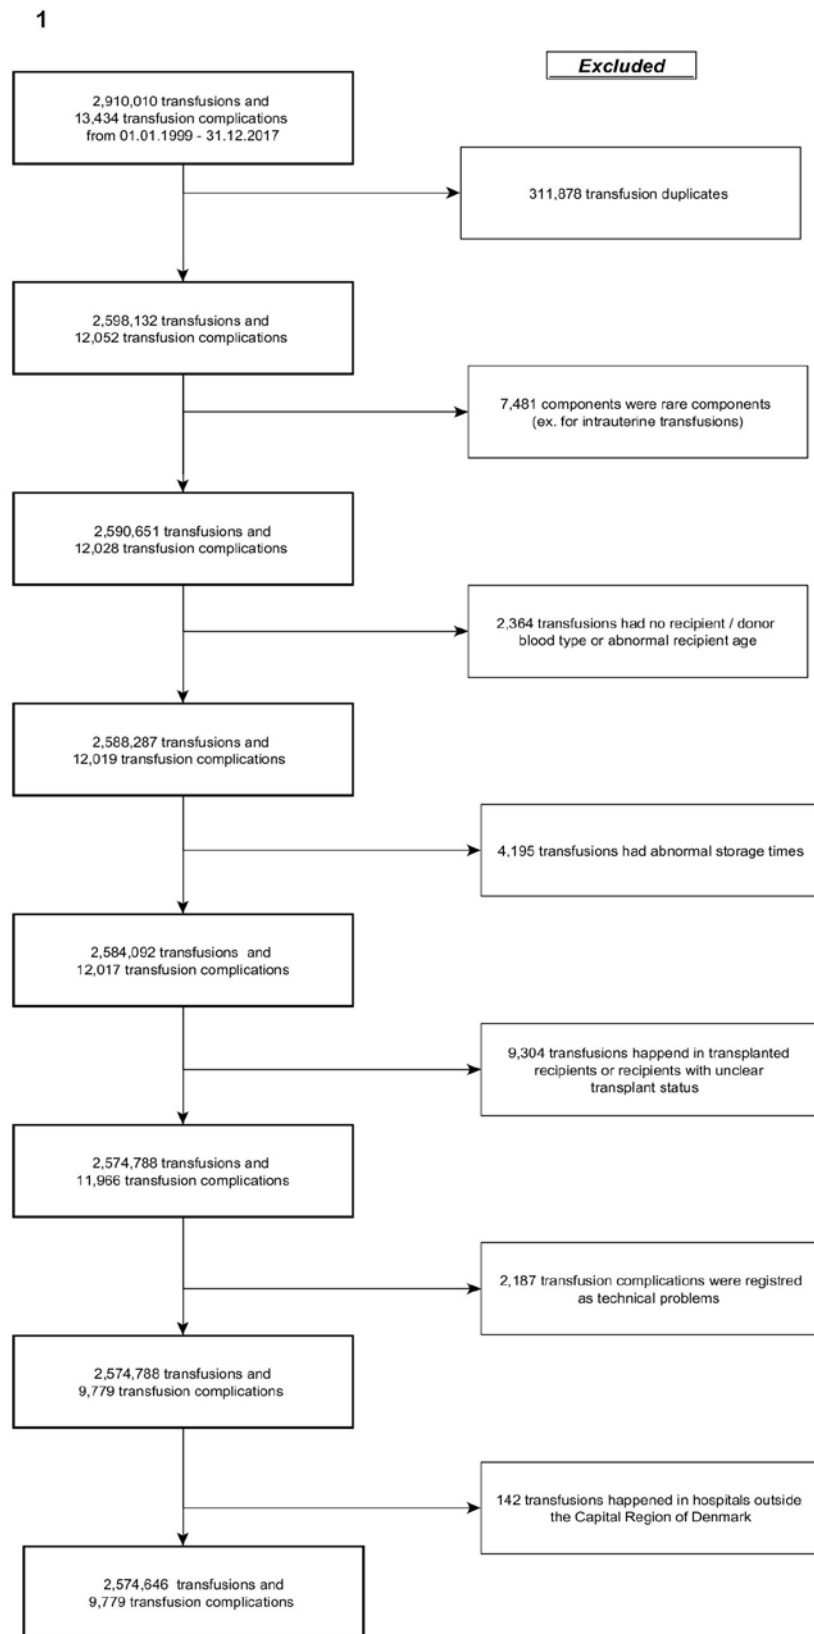 1
Excluded
2,910,010 transfusions and
13,434 transfusion complications
from 01.01.1999 - 31.12.2017
311,878 transfusion duplicates
2,598,132 transfusions and
12,052 transfusion complications
7,481 components were rare components
(ex. for intrauterine transfusions)
2,590,651 transfusions and
12,028 transfusion complications
2,364 transfusions had no recipient / donor
blood type or abnormal recipient age
2,588,287 transfusions and
12,019 transfusion complications
4,195 transfusions had abnormal storage times
2,584,092 transfusions and
12,017 transfusion complications
9,304 transfusions happend in transplanted
recipients or recipients with unclear
transplant status
2,574,788 transfusions and
11,966 transfusion complications
2,187 transfusion complications were registred
as technical problems
2,574,788 transfusions and
9,779 transfusion complications
142 transfusions happened in hospitals outside
the Capital Region of Denmark
2,574,646 transfusions and
9,779 transfusion complications